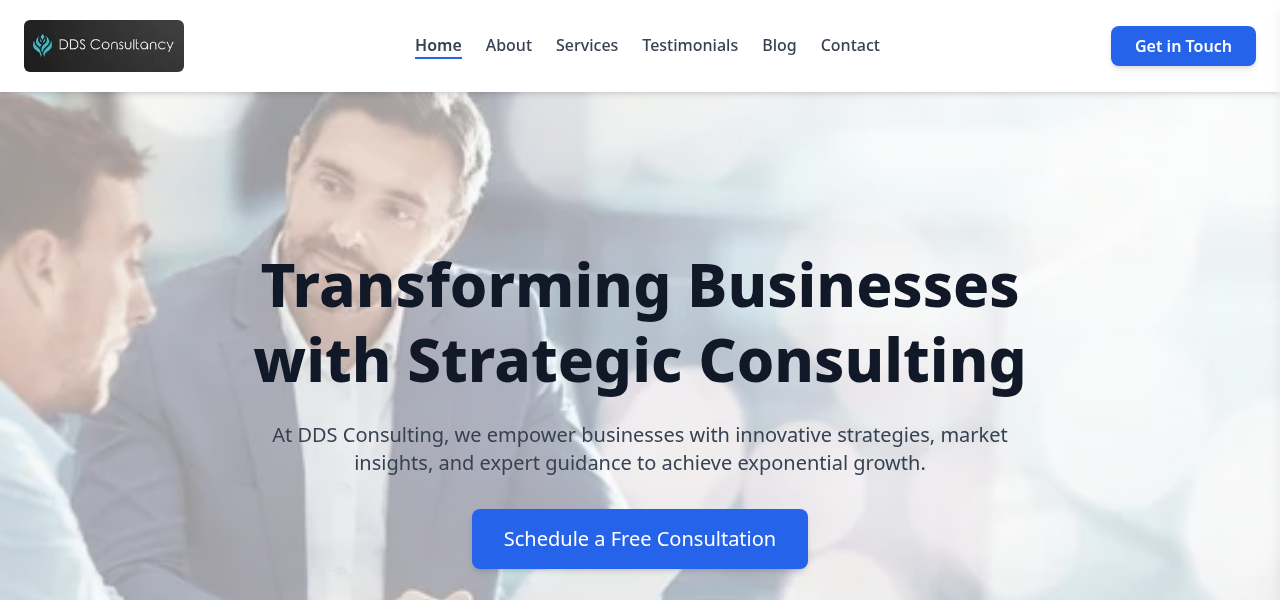 DDS Consultancy
Home
About
Services
Testimonials
Blog
Contact
Get in Touch
Transforming Businesses
with Strategic Consulting
At DDS Consulting, we empower businesses with innovative strategies, market
insights, and expert guidance to achieve exponential growth.
Schedule a Free Consultation